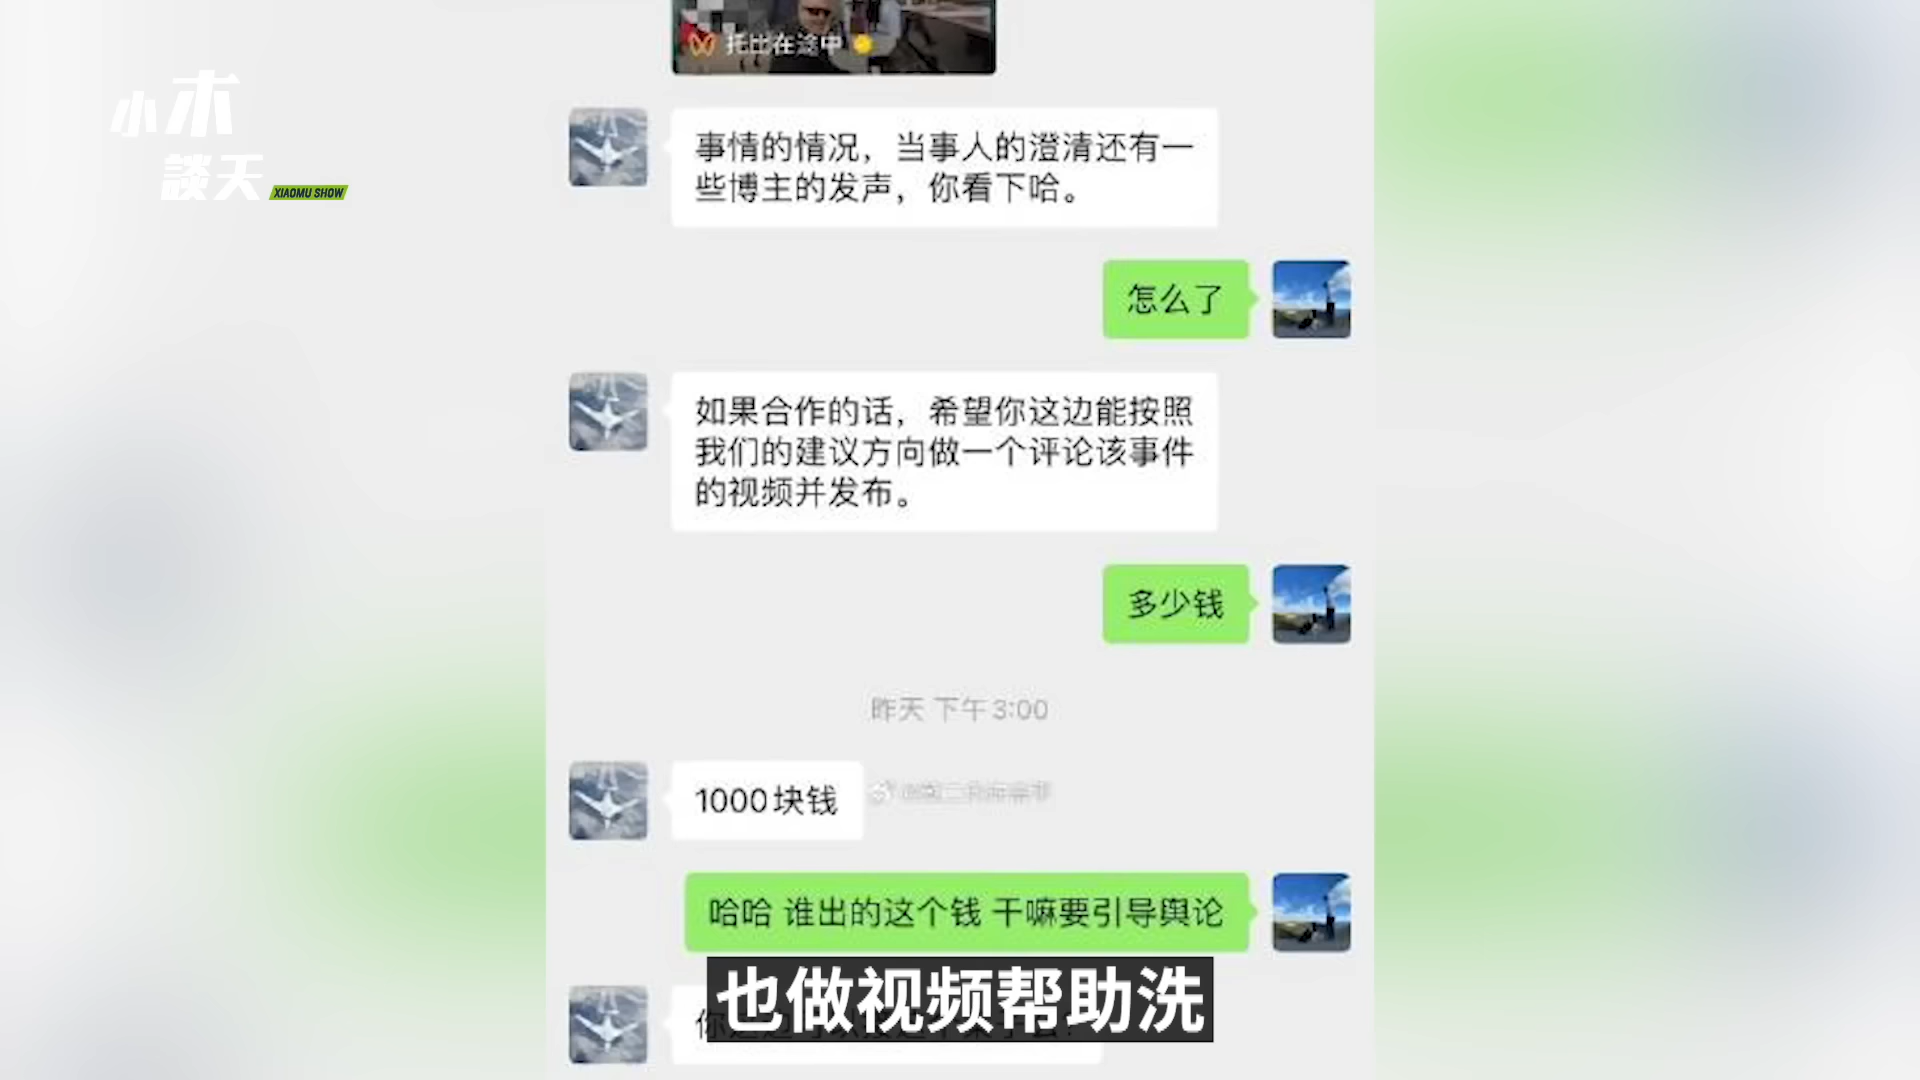 托比在途中
小木
談天
XIAOMU SHOW
事情的情况，当事人的澄清还有一
些博主的发声，你看下哈。
怎么了
如果合作的话，希望你这边能按照
我们的建议方向做一个评论该事件
的视频并发布。
多少钱
昨天 下午3:00
1000块钱
哈哈 谁出的这个钱 干嘛要引导舆论
也做视频帮助洗